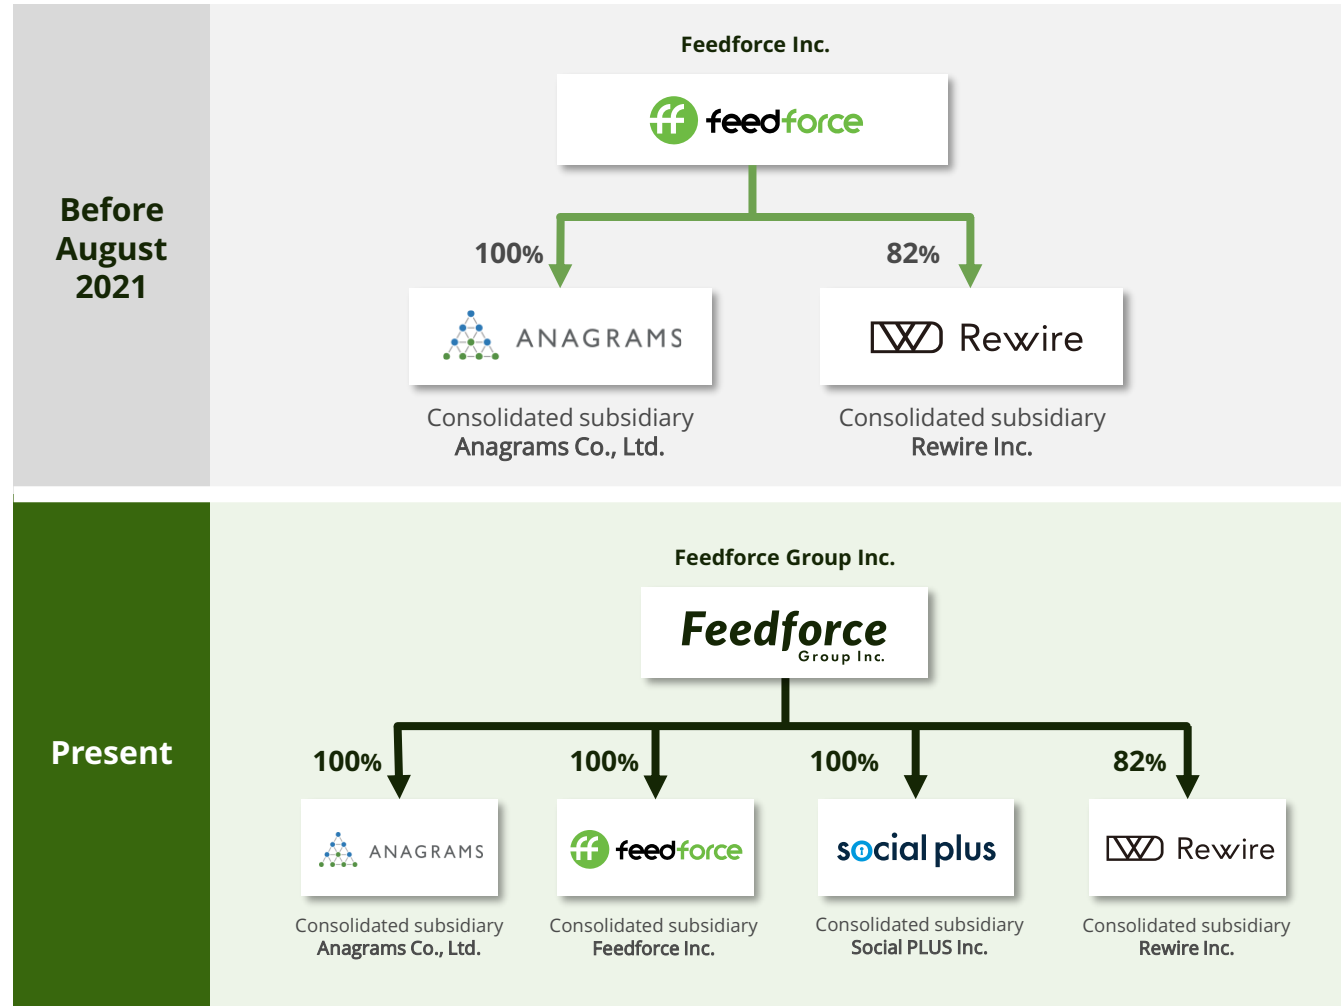 Feedforce Inc.
ff feedforce
Before
August
2021
100%
82%
ANAGRAMS
Rewire
Consolidated subsidiary
Anagrams Co., Ltd.
Consolidated subsidiary
Rewire Inc.
Feedforce Group Inc.
Feedforce
Group Inc.
Present
100%
100%
100%
82%
ANAGRAMS
ff feedforce
social plus
Rewire
Consolidated subsidiary
Anagrams Co., Ltd.
Consolidated subsidiary
Feedforce Inc.
Consolidated subsidiary
Social PLUS Inc.
Consolidated subsidiary
Rewire Inc.